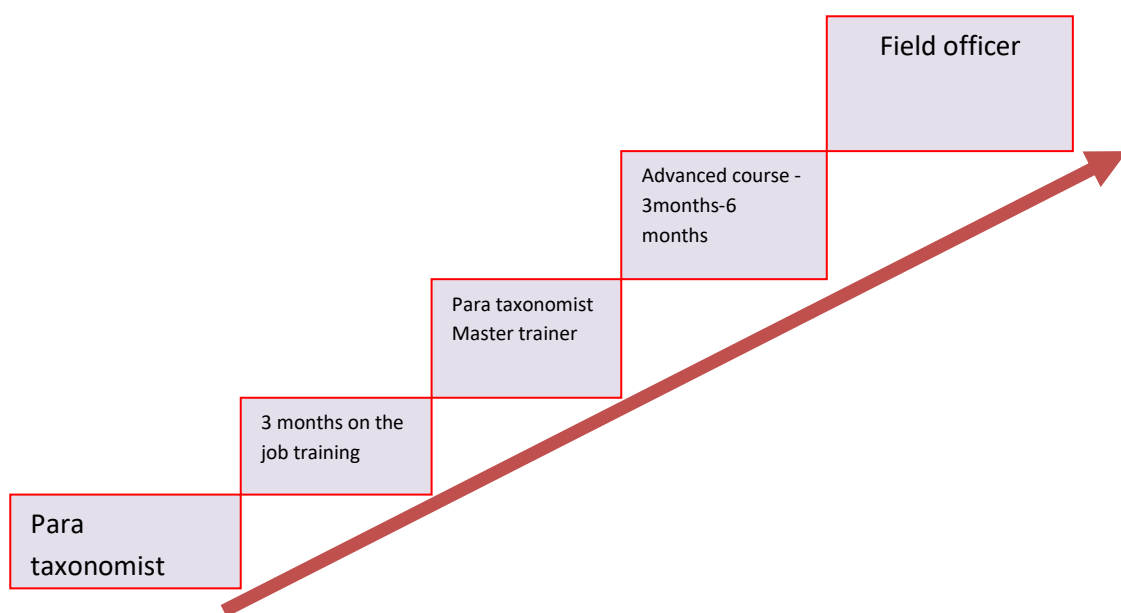 Field officer
Advanced course -
3months-6
months
Para taxonomist
Master trainer
3 months on the
job training
Para
taxonomist